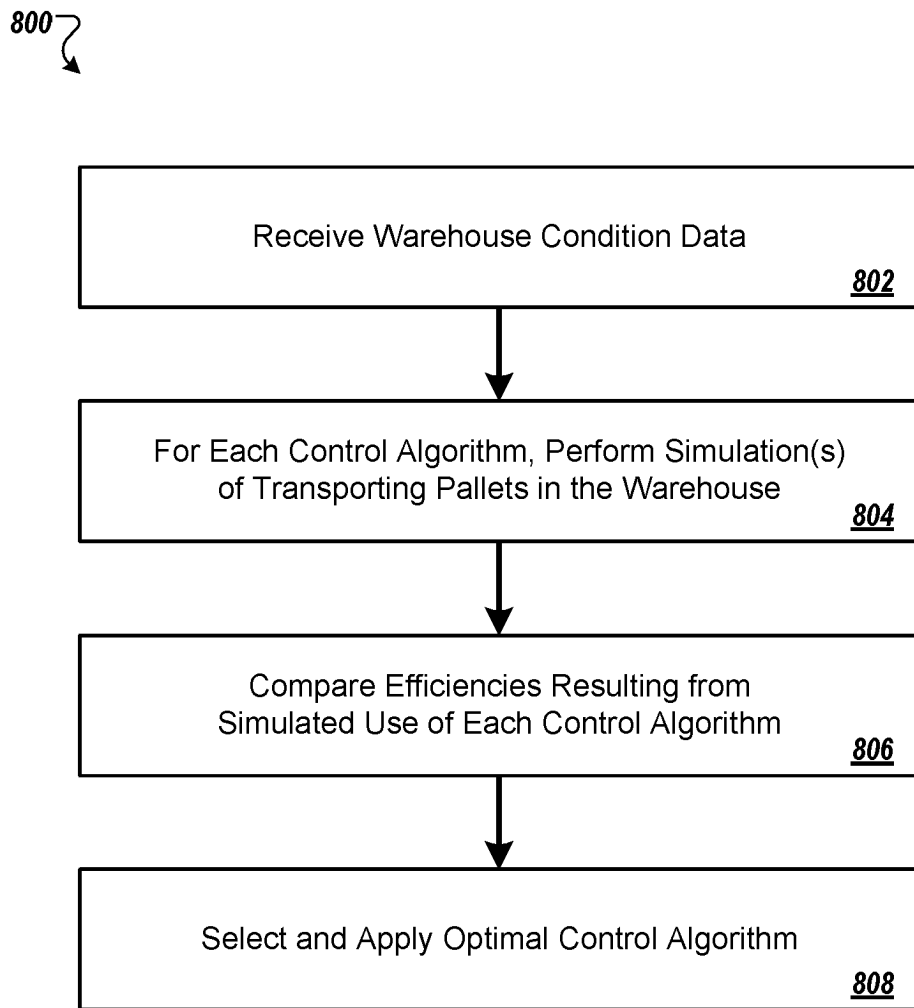 800
Receive Warehouse Condition Data
802
For Each Control Algorithm, Perform Simulation(s)
of Transporting Pallets in the Warehouse
804
Compare Efficiencies Resulting from
Simulated Use of Each Control Algorithm
806
Select and Apply Optimal Control Algorithm
808